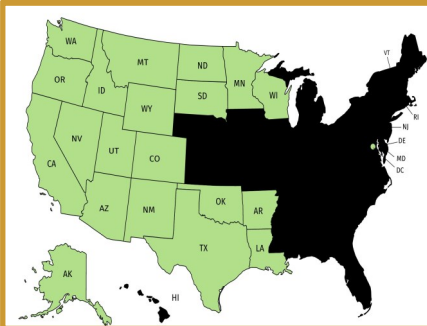 WA
MT
ND
MN
VT
OR
ID
SD
WI
WY
RI
NJ
NV
UT
CO
DE
CA
MD
DC
AZ
NM
OK
AR
TX
LA
AK
HI